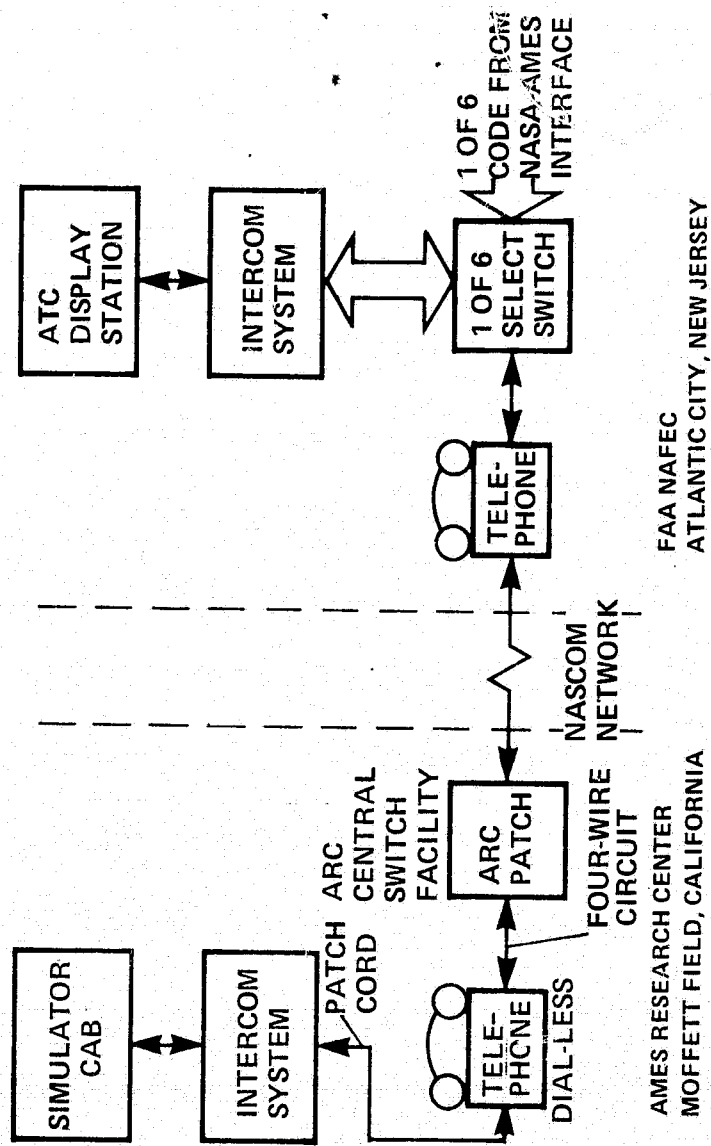 SIMULATOR
CAB
INTERCOM
SYSTEM
PATCH
CORD
ARC
CENTRAL
SWITCH
FACILITY
TELE-
PHONE
DIAL-LESS
ARC
PATCH
FOUR-WIRE
CIRCUIT
AMES RESEARCH CENTER
MOFFETT FIELD, CALIFORNIA
NASCOM
NETWORK
ATC
DISPLAY
STATION
INTERCOM
SYSTEM
TELE-
PHONE
1 OF 6
SELECT
SWITCH
1 OF 6
CODE FROM
NASA-AMES
INTERFACE
FAA NAFEC
ATLANTIC CITY, NEW JERSEY